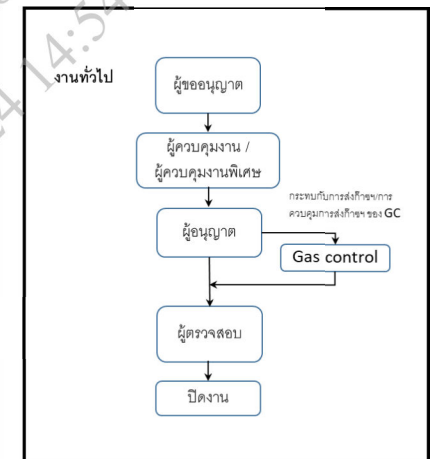 24 14:54
งานทั่วไป
ผู้ขออนุญาต
ผู้ควบคุมงาน /
ผู้ควบคุมงานพิเศษ
กระทบกับการส่งก๊าซฯ/การ
ควบคุมการส่งก๊าซฯ ของ GC
ผู้อนุญาต
Gas control
ผู้ตรวจสอบ
ปิดงาน